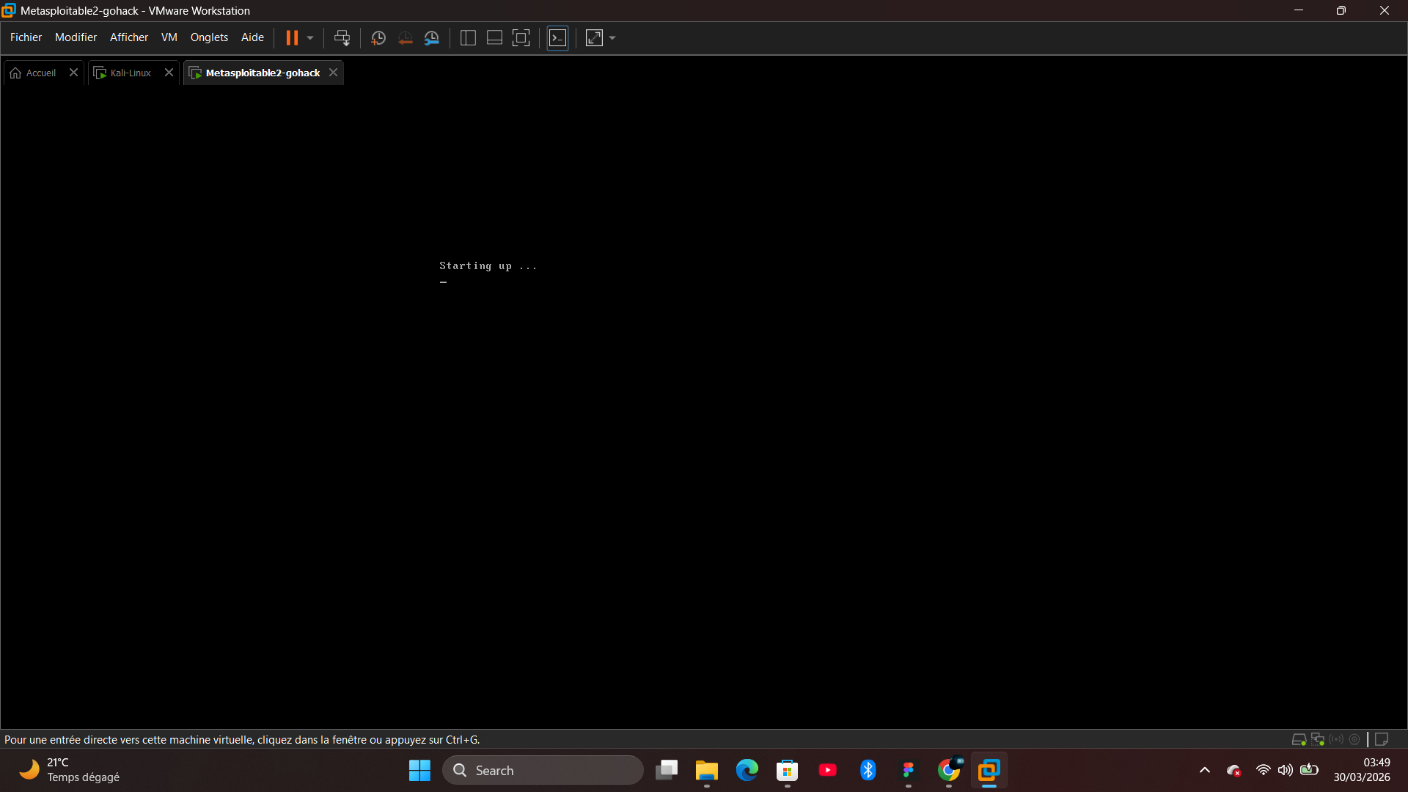 Metasploitable2-gohack - VMware Workstation
Fichier Modifier Afficher VM Onglets Aide
Accueil Kali-Linux Metasploitable2-gohack
Starting up ...
_
Pour une entrée directe vers cette machine virtuelle, cliquez dans la fenêtre ou appuyez sur Ctrl+G.
21°C
Temps dégagé
Search
03:49
30/03/2026